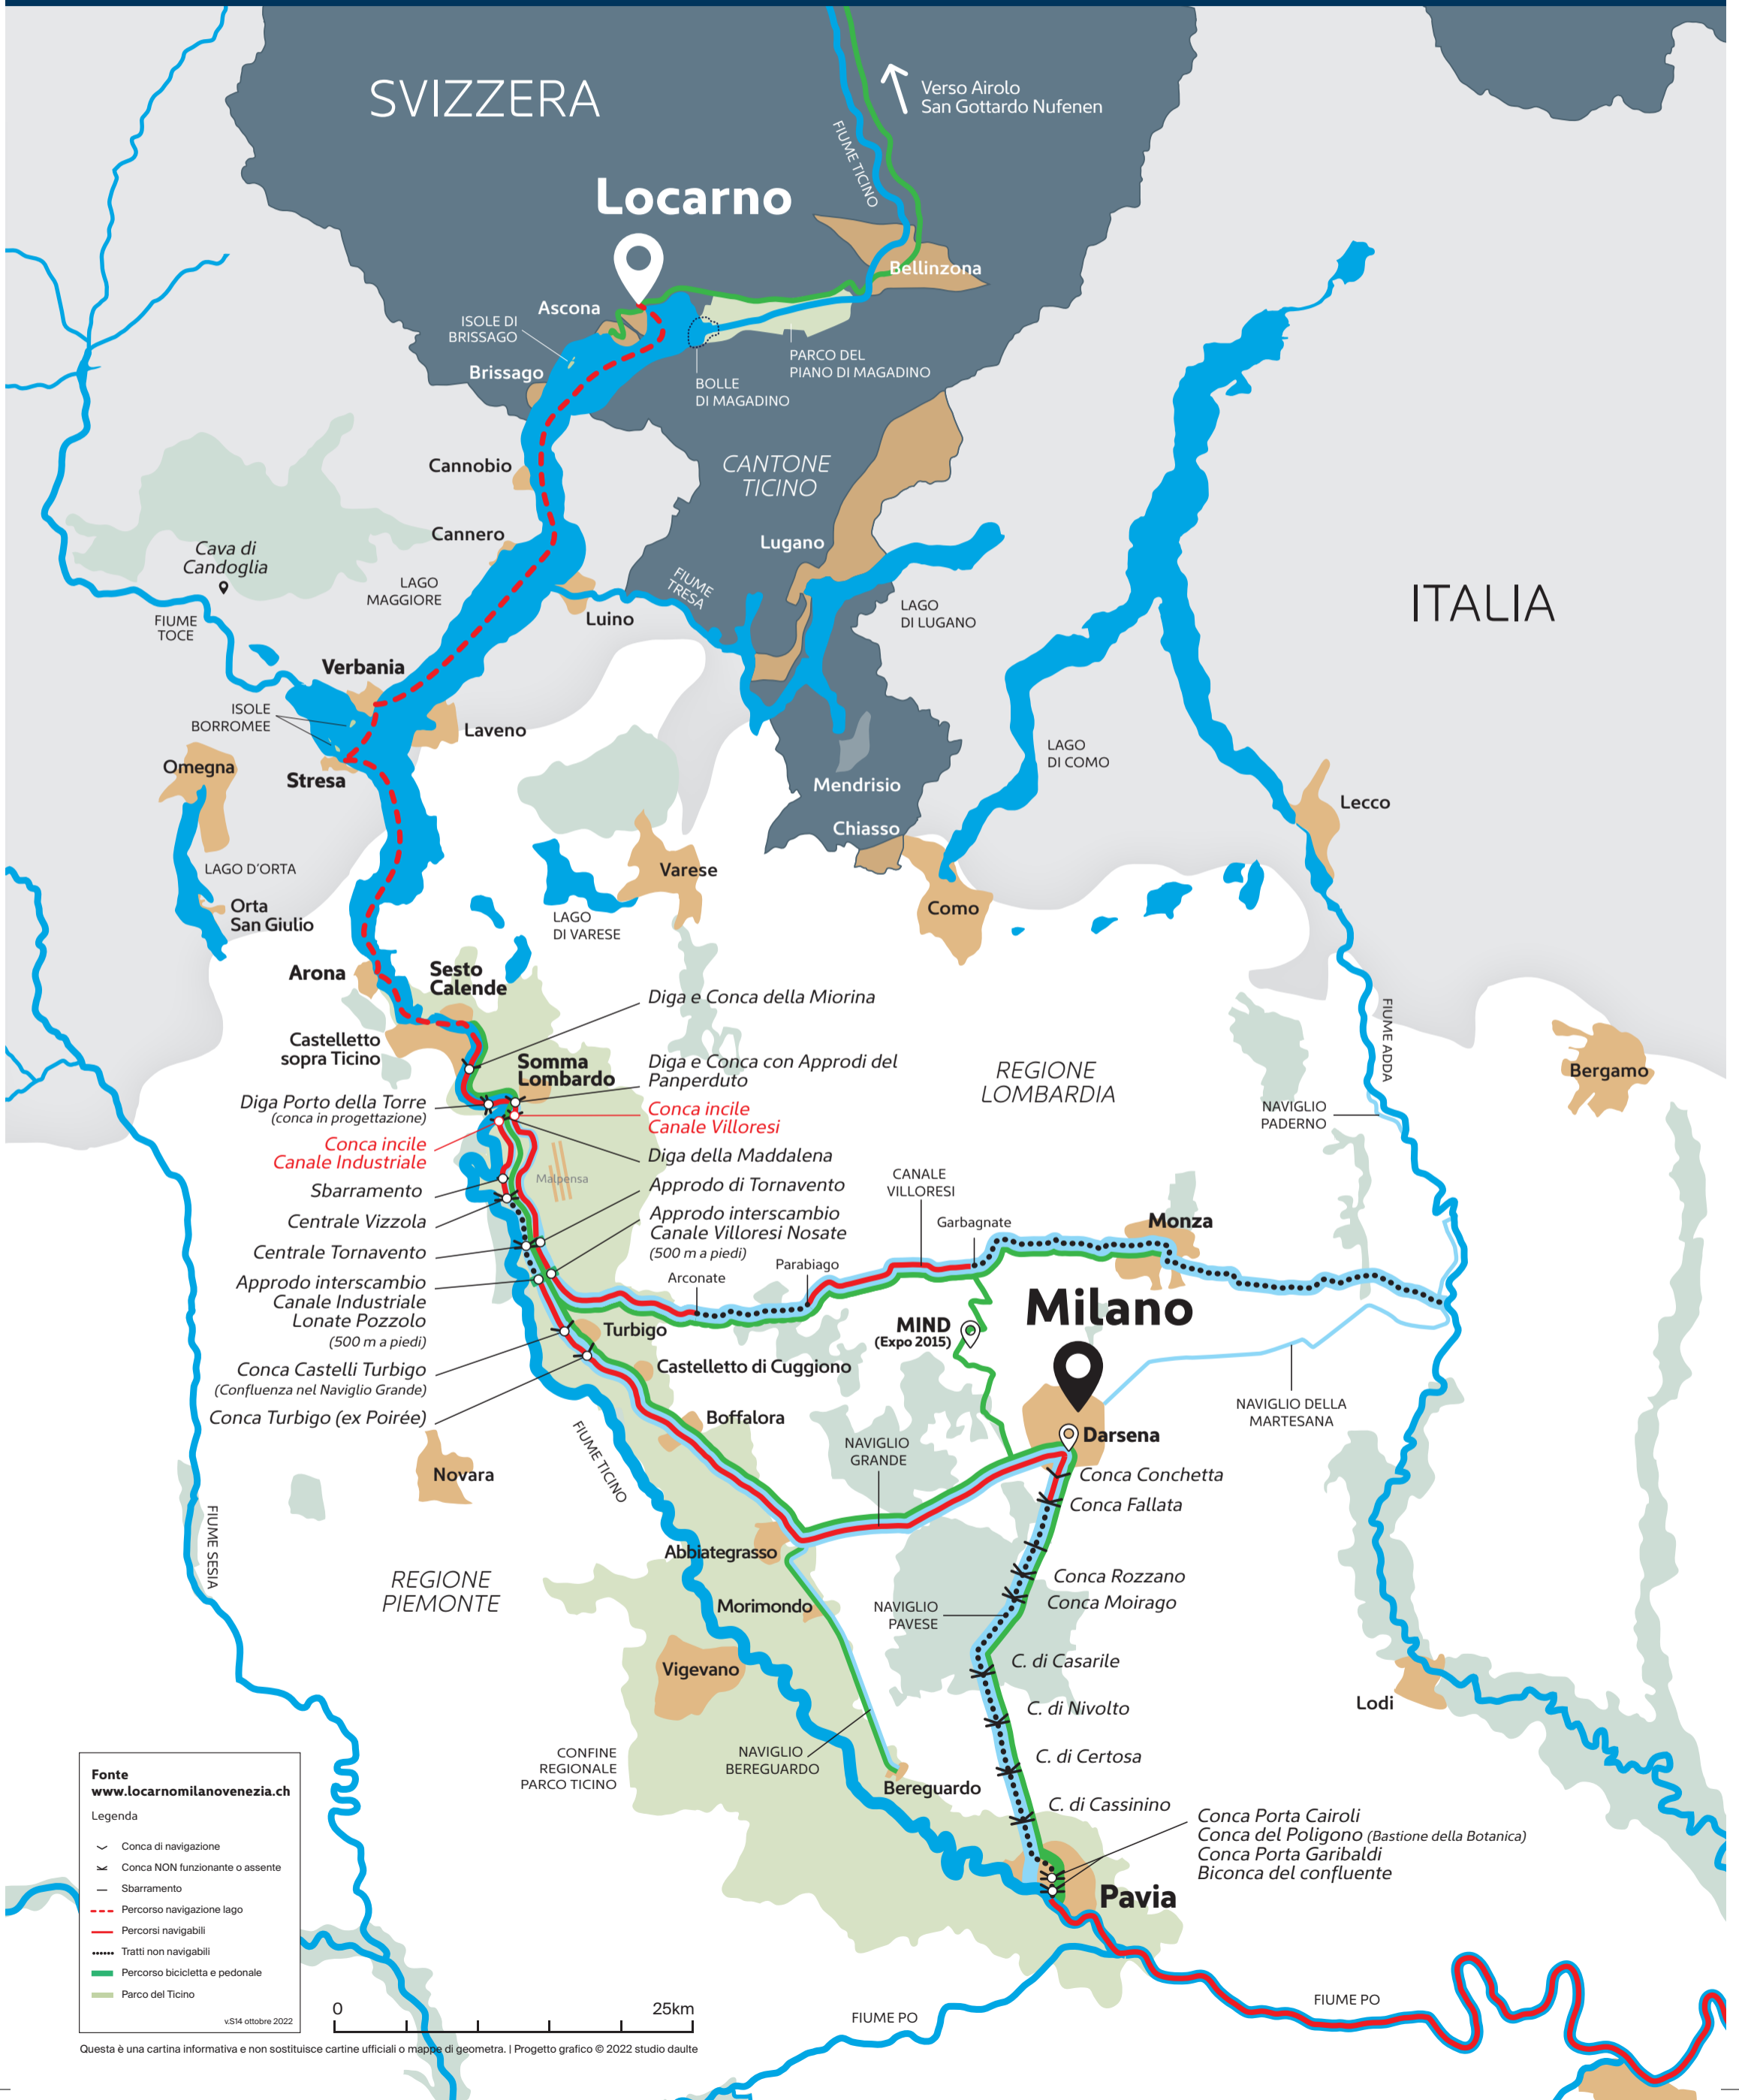 SVIZZERA
Verso Airolo
San Gottardo Nufenen
FIUME TICINO
Locarno
Bellinzona
Ascona
ISOLE DI
BRISSAGO
Brissago
PARCO DEL
PIANO DI MAGADINO
BOLLE
DI MAGADINO
Cannobio
CANTONE
TICINO
Cannero
Lugano
Cava di
Candoglia
LAGO
MAGGIORE
FIUME
TRESA
LAGO
DI LUGANO
ITALIA
FIUME
TOCE
Luino
Verbania
ISOLE
BORROMEE
Laveno
Omegna
Stresa
LAGO
DI COMO
Mendrisio
Lecco
Chiasso
LAGO D'ORTA
Varese
Orta
San Giulio
LAGO
DI VARESE
Como
Arona
Sesto
Calende
Diga e Conca della Miorina
FIUME ADDA
Castelletto
sopra Ticino
Somma
Lombardo
Diga e Conca con Approdi del
Panperduto
REGIONE
LOMBARDIA
Bergamo
Diga Porto della Torre
(conca in progettazione)
Conca incile
Canale Villoresi
NAVIGLIO
PADERNO
Conca incile
Canale Industriale
Diga della Maddalena
Malpensa
Sbarramento
Approdo di Tornavento
CANALE
VILLORESI
Centrale Vizzola
Approdo interscambio
Canale Villoresi Nosate
(500 m a piedi)
Garbagnate
Monza
Centrale Tornavento
Parabiago
Arconate
Approdo interscambio
Canale Industriale
Lonate Pozzolo
(500 m a piedi)
Milano
MIND
(Expo 2015)
Turbigo
Conca Castelli Turbigo
(Confluenza nel Naviglio Grande)
Castelletto di Cuggiono
Conca Turbigo (ex Poirée)
Boffalora
NAVIGLIO DELLA
MARTESANA
Darsena
NAVIGLIO
GRANDE
FIUME TICINO
Novara
Conca Conchetta
Conca Fallata
FIUME SESIA
Abbiategrasso
REGIONE
PIEMONTE
Conca Rozzano
Conca Moirago
Morimondo
NAVIGLIO
PAVESE
Vigevano
C. di Casarile
Lodi
C. di Nivolto
CONFINE
REGIONALE
PARCO TICINO
NAVIGLIO
BEREGUARDO
C. di Certosa
Bereguardo
C. di Cassinino
Conca Porta Cairoli
Conca del Poligono (Bastione della Botanica)
Conca Porta Garibaldi
Biconca del confluente
Pavia
FIUME PO
FIUME PO
Fonte
www.locarnomilanovenezia.ch
Legenda
Conca di navigazione
Conca NON funzionante o assente
Sbarramento
Percorso navigazione lago
Percorsi navigabili
Tratti non navigabili
Percorso bicicletta e pedonale
Parco del Ticino
v.S14 ottobre 2022
0 25km
Questa è una cartina informativa e non sostituisce cartine ufficiali o mappe di geometra. | Progetto grafico © 2022 studio daulte